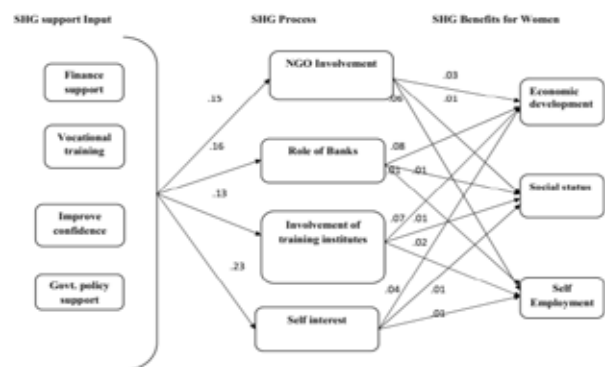 SHG support Input
SHG Process
SHG Benefits for Women
Finance
support
Vocational
training
Improve
confidence
Govt. policy
support
.15
.16
.13
.23
NGO Involvement
Role of Banks
Involvement of
training institutes
Self interest
.03
.06
.01
.08
.01
.01
.07
.01
.02
.04
.01
.01
Economic
development
Social status
Self
Employment